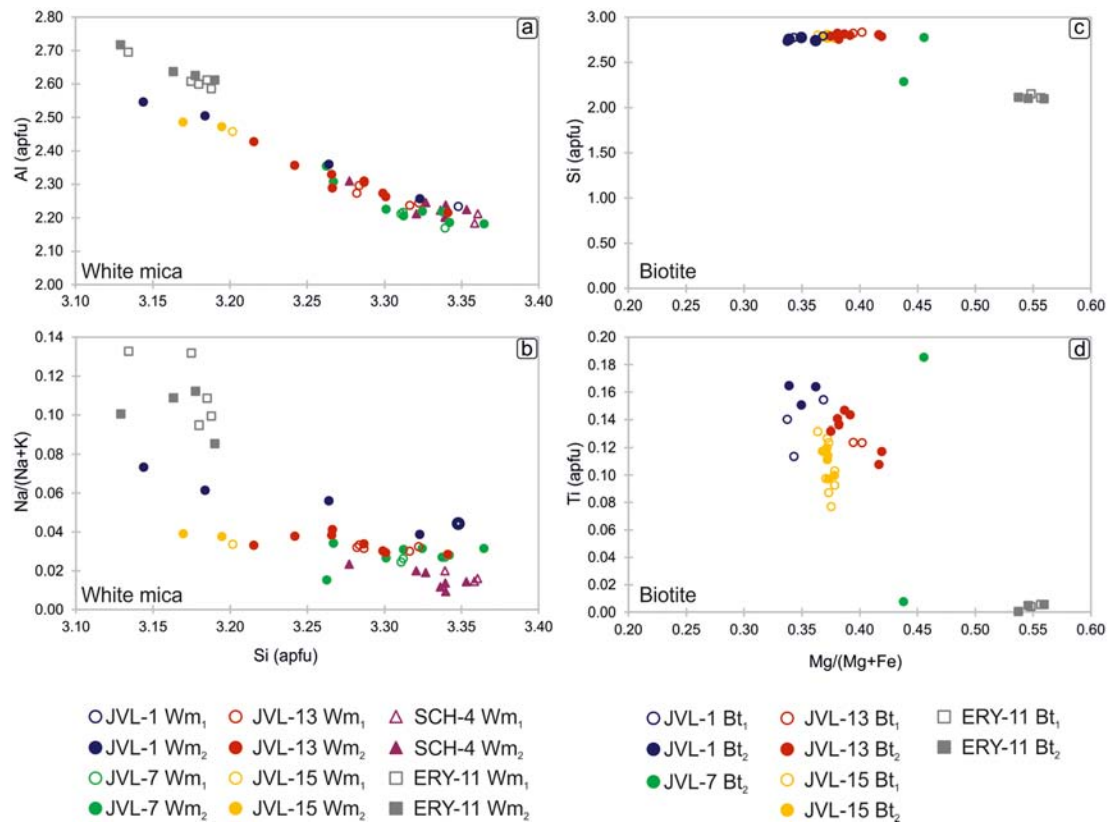 2.80
2.70
2.60
2.50
2.40
2.30
2.20
2.10
2.00
Al (apfu)
a
White mica
3.10 3.15 3.20 3.25 3.30 3.35 3.40
3.00
2.50
2.00
1.50
1.00
0.50
0.00
Si (apfu)
c
Biotite
0.20 0.25 0.30 0.35 0.40 0.45 0.50 0.55 0.60
0.14
0.12
0.10
0.08
0.06
0.04
0.02
0.00
Na/(Na+K)
b
White mica
3.10 3.15 3.20 3.25 3.30 3.35 3.40
Si (apfu)
0.20
0.18
0.16
0.14
0.12
0.10
0.08
0.06
0.04
0.02
0.00
Ti (apfu)
d
Biotite
0.20 0.25 0.30 0.35 0.40 0.45 0.50 0.55 0.60
Mg/(Mg+Fe)
JVL-1 Wm₁
JVL-1 Wm₂
JVL-7 Wm₁
JVL-7 Wm₂
JVL-13 Wm₁
JVL-13 Wm₂
JVL-15 Wm₁
JVL-15 Wm₂
SCH-4 Wm₁
SCH-4 Wm₂
ERY-11 Wm₁
ERY-11 Wm₂
JVL-1 Bt₁
JVL-1 Bt₂
JVL-7 Bt₂
JVL-13 Bt₁
JVL-13 Bt₂
JVL-15 Bt₁
JVL-15 Bt₂
ERY-11 Bt₁
ERY-11 Bt₂